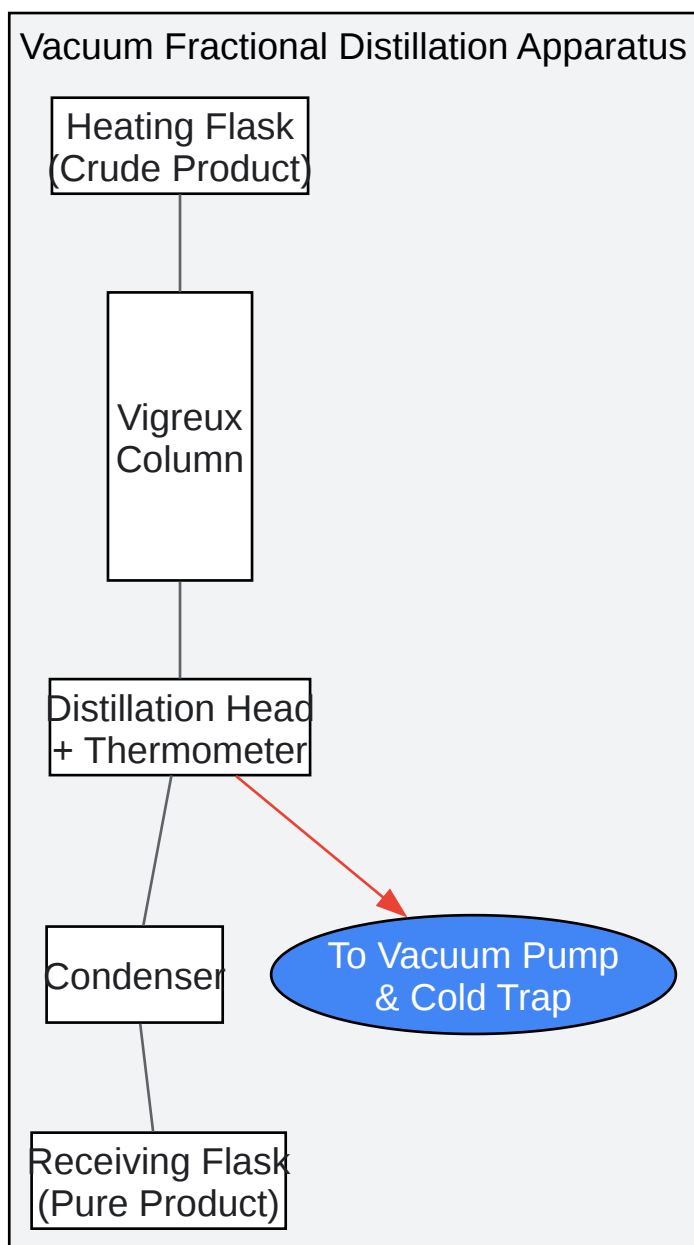 Vacuum Fractional Distillation Apparatus
Heating Flask
(Crude Product)
Vigreux
Column
Distillation Head
+ Thermometer
Condenser
To Vacuum Pump
& Cold Trap
Receiving Flask
(Pure Product)